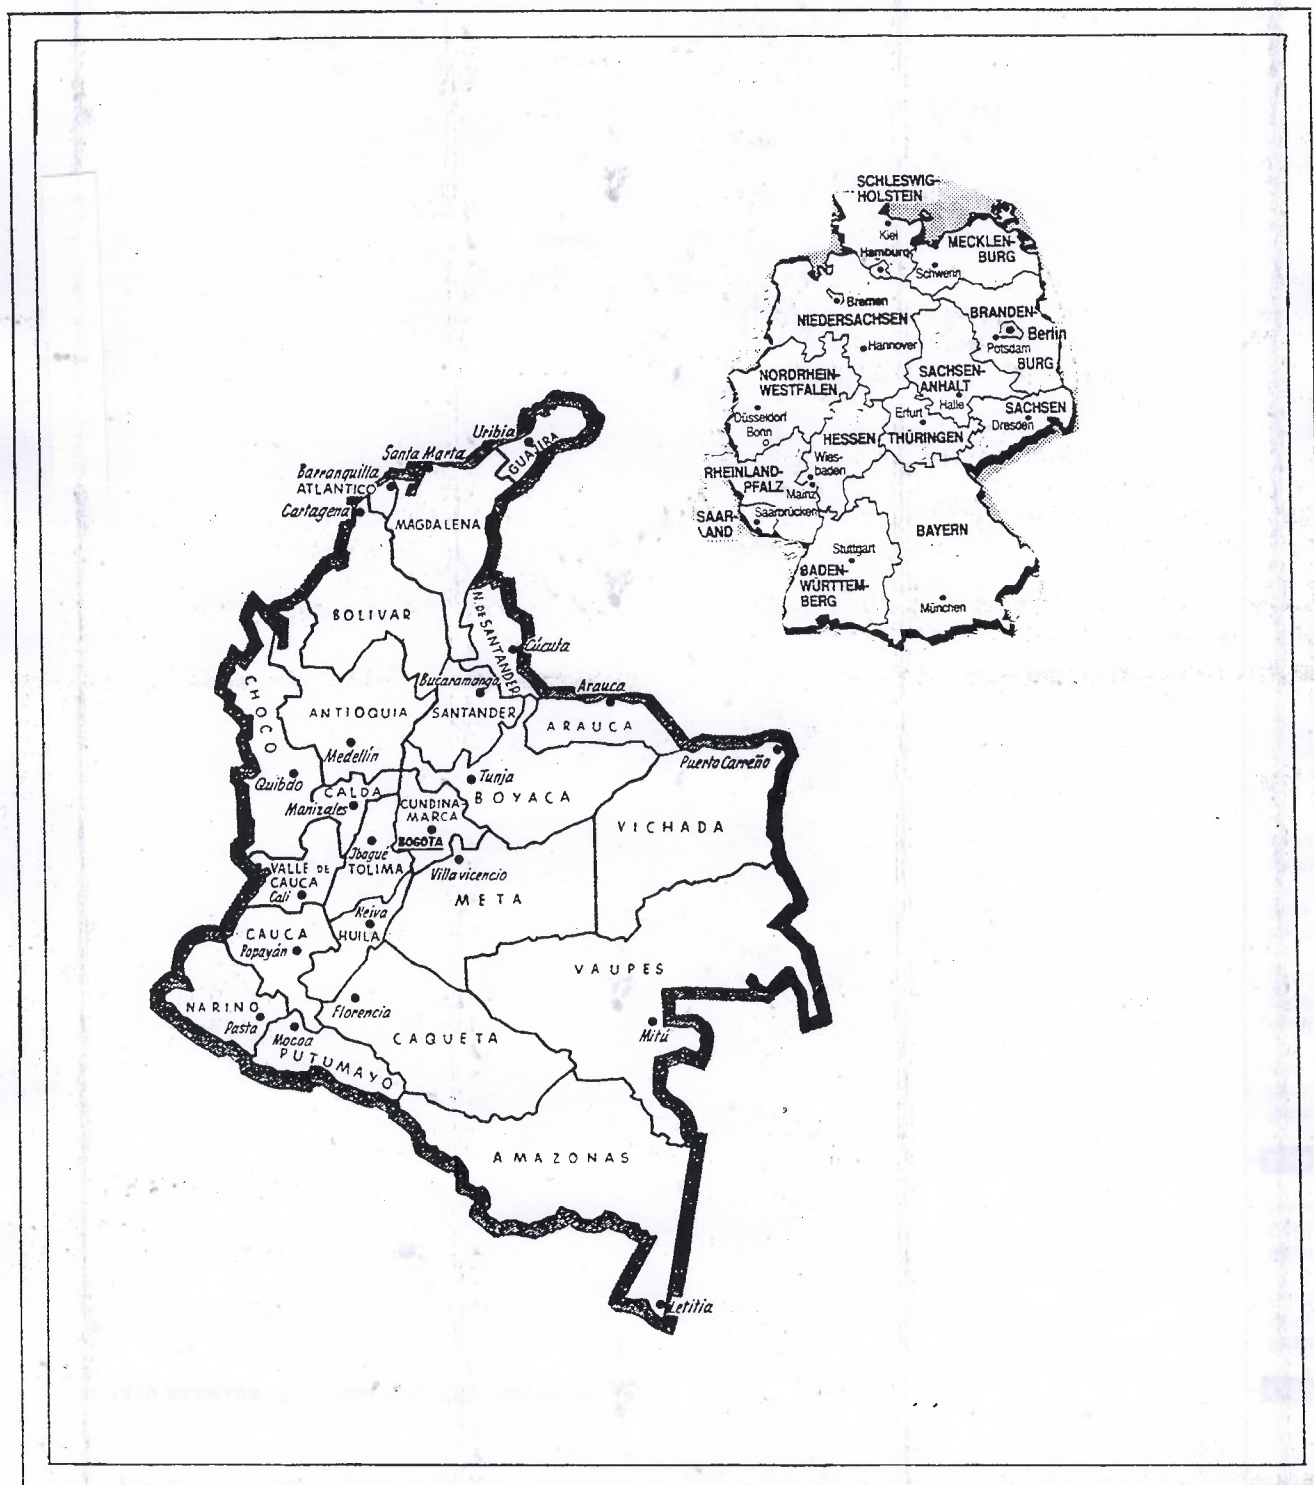 SCHLESWIG-
HOLSTEIN
Kiel
Hamburg
MECKLEN-
BURG
Schwerin
Bremen
NIEDERSACHSEN
Hannover
BRANDEN-
Berlin
Potsdam
BURG
NORDRHEIN-
WESTFALEN
SACHSEN-
ANHALT
Halle
Düsseldorf
Bonn
Erfurt
SACHSEN
Dresden
HESSEN
THÜRINGEN
Wies-
baden
RHEINLAND-
PFALZ
Mainz
SAAR-
LAND
Saarbrücken
BAYERN
Stuttgart
BADEN-
WÜRTTEM-
BERG
München
Uribia
GUAJIRA
Santa Marta
Barranquilla
ATLANTICO
Cartagena
MAGDALENA
BOLIVAR
N. DE SANTANDER
Cúcuta
CHOCO
Bucaramanga
SANTANDER
Arauca
ARAUCA
ANTIOQUIA
Medellín
Puerto Carreño
Quibdo
Tunja
BOYACA
CALDA
Manizales
CUNDINA-
MARCA
BOGOTA
VICHADA
Ibagué
TOLIMA
VALLE DE
CAUCA
Cali
Villavicencio
META
Neiva
HUILA
CAUCA
Popayán
VAUPES
NARINO
Pasta
Florencia
Mitú
Mocoa
PUTUMAYO
CAQUETA
AMAZONAS
Letitia